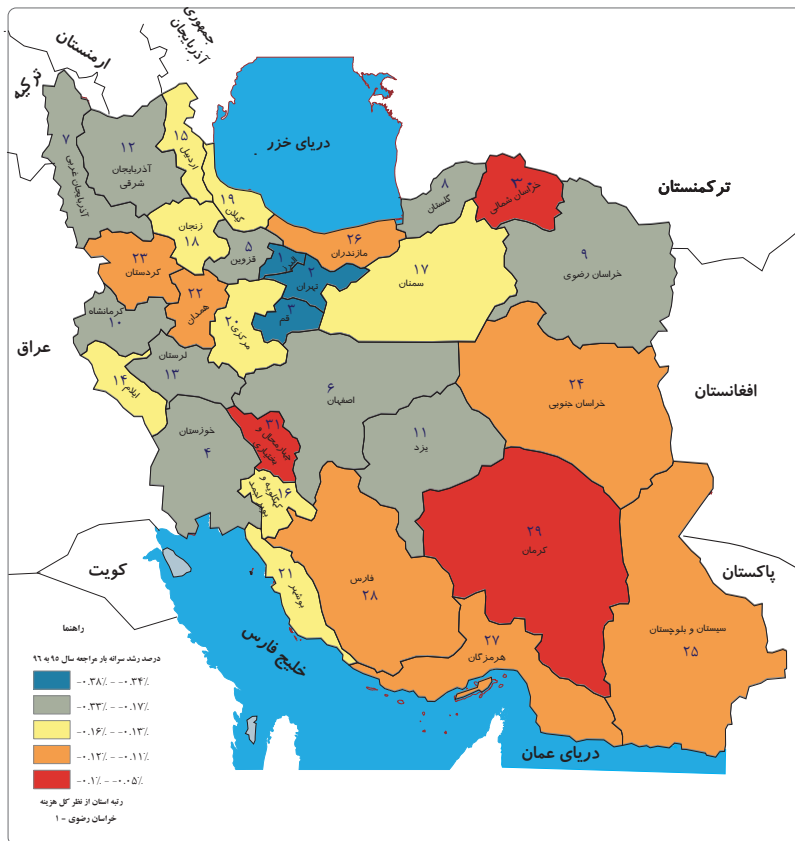 جمهوری
آذربایجان
ارمنستان
ترکیه
دریای خزر
ترکمنستان
۷
آذربایجان غربی
۱۲
آذربایجان
شرقی
۱۵
اردبیل
۱۹
گیلان
۸
گلستان
۳۰
خراسان شمالی
۹
خراسان رضوی
زنجان
۱۸
۵
قزوین
۲۶
مازندران
۱۷
سمنان
۲۳
کردستان
۱
۲
تهران
۳
قم
۲۲
همدان
۲۰
مرکزی
کرمانشاه
۱۰
عراق
لرستان
۱۳
۱۴
ایلام
۶
اصفهان
۲۴
خراسان جنوبی
افغانستان
خوزستان
۴
۳۱
چهارمحال و
بختیاری
۱۱
یزد
۱۶
کهگلویه و
بویر احمد
۲۹
کرمان
کویت
۲۱
بوشهر
فارس
۲۸
پاکستان
سیستان و بلوچستان
۲۵
۲۷
هرمزگان
خلیج فارس
دریای عمان
راهنما
درصد رشد سرانه بار مراجعه سال ۹۵ به ۹۶
-۰.۳۸٪ - -۰.۳۴٪
-۰.۳۳٪ - -۰.۱۷٪
-۰.۱۶٪ - -۰.۱۳٪
-۰.۱۲٪ - -۰.۱۱٪
-۰.۱٪ - -۰.۰۵٪
رتبه استان از نظر کل هزینه
خراسان رضوی - ۱